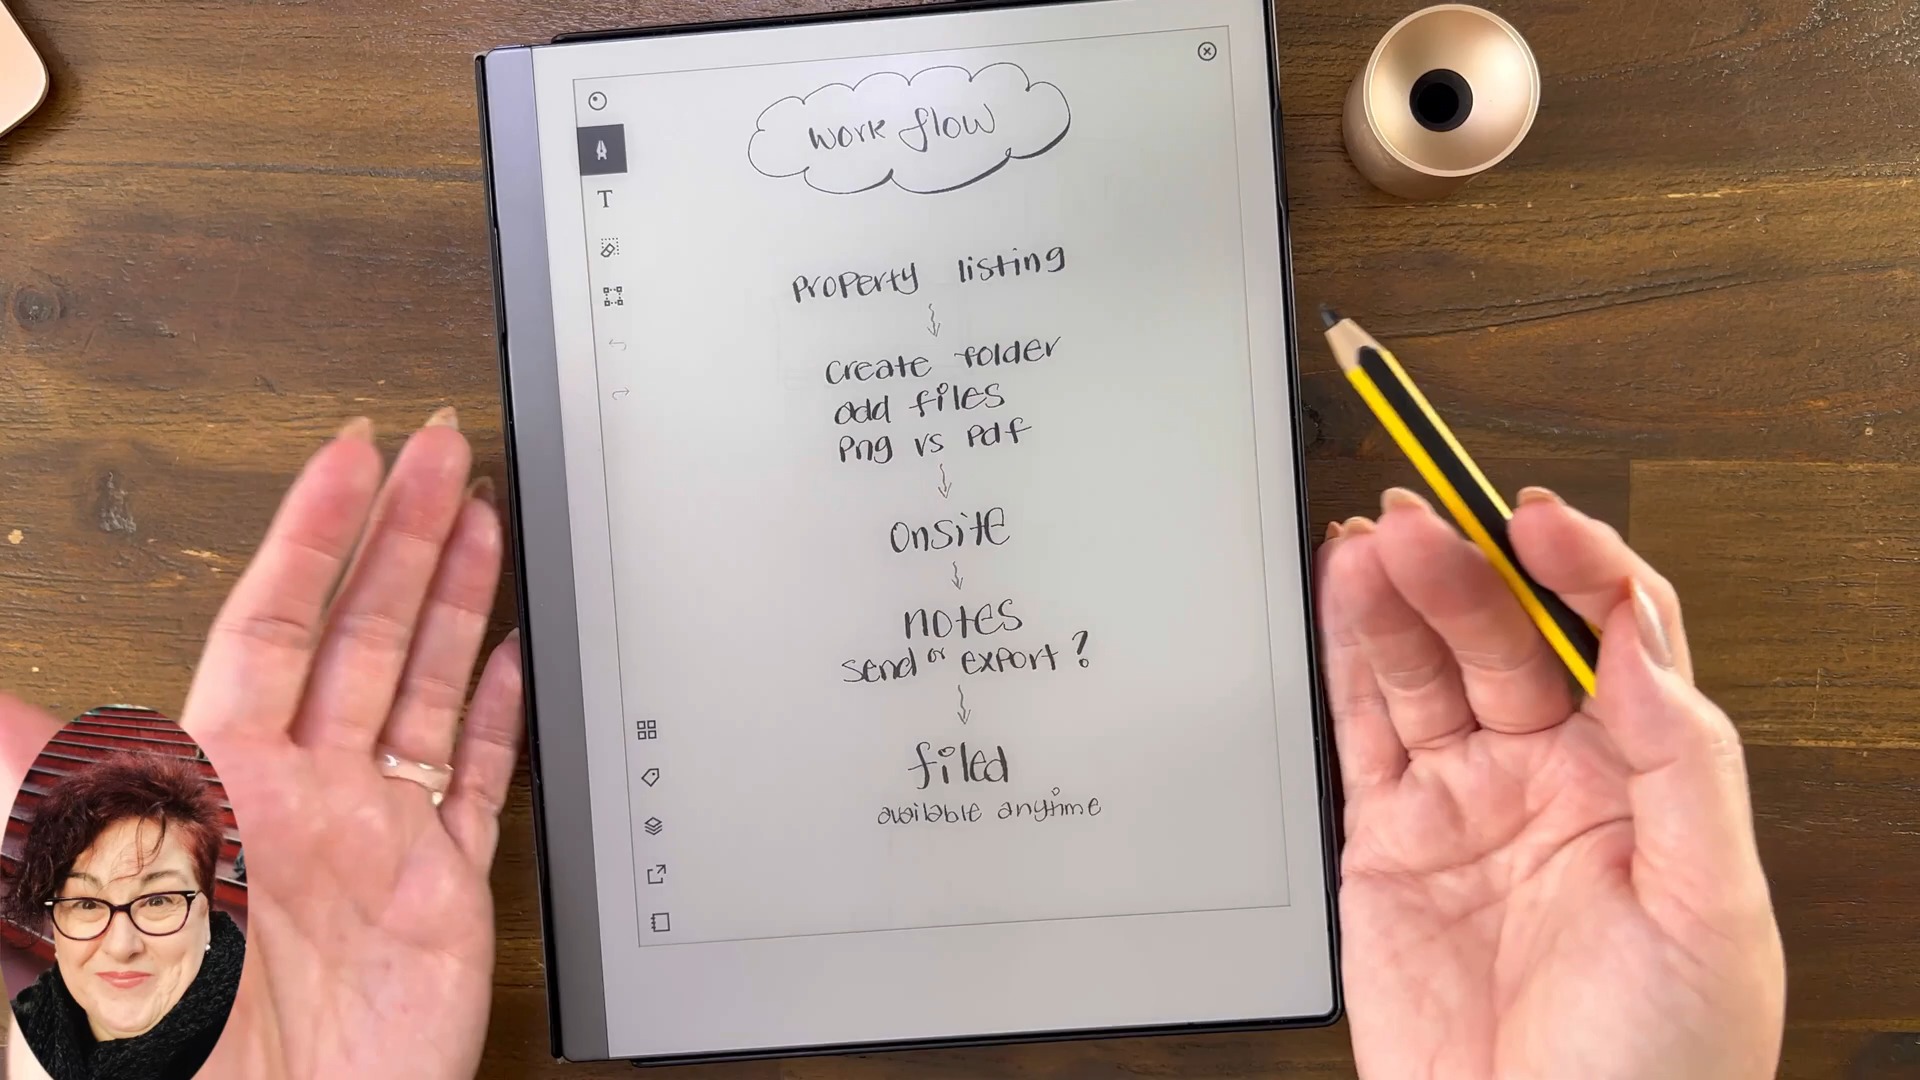 work flow
property listing
create folder
add files
png vs pdf
onsite
notes
send or export?
filed
available anytime
T